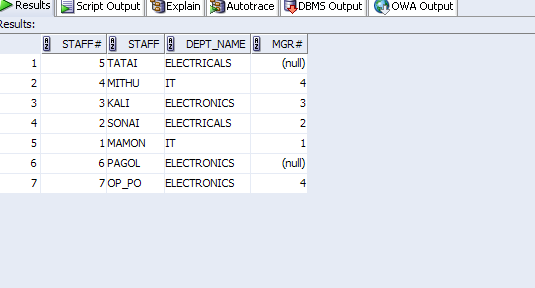 Results Script Output Explain Autotrace DBMS Output OWA Output
Results:
STAFF# STAFF DEPT_NAME MGR#
1 5 TATAI ELECTRICALS (null)
2 4 MITHU IT 4
3 3 KALI ELECTRONICS 3
4 2 SONAI ELECTRICALS 2
5 1 MAMON IT 1
6 6 PAGOL ELECTRONICS (null)
7 7 OP_PO ELECTRONICS 4